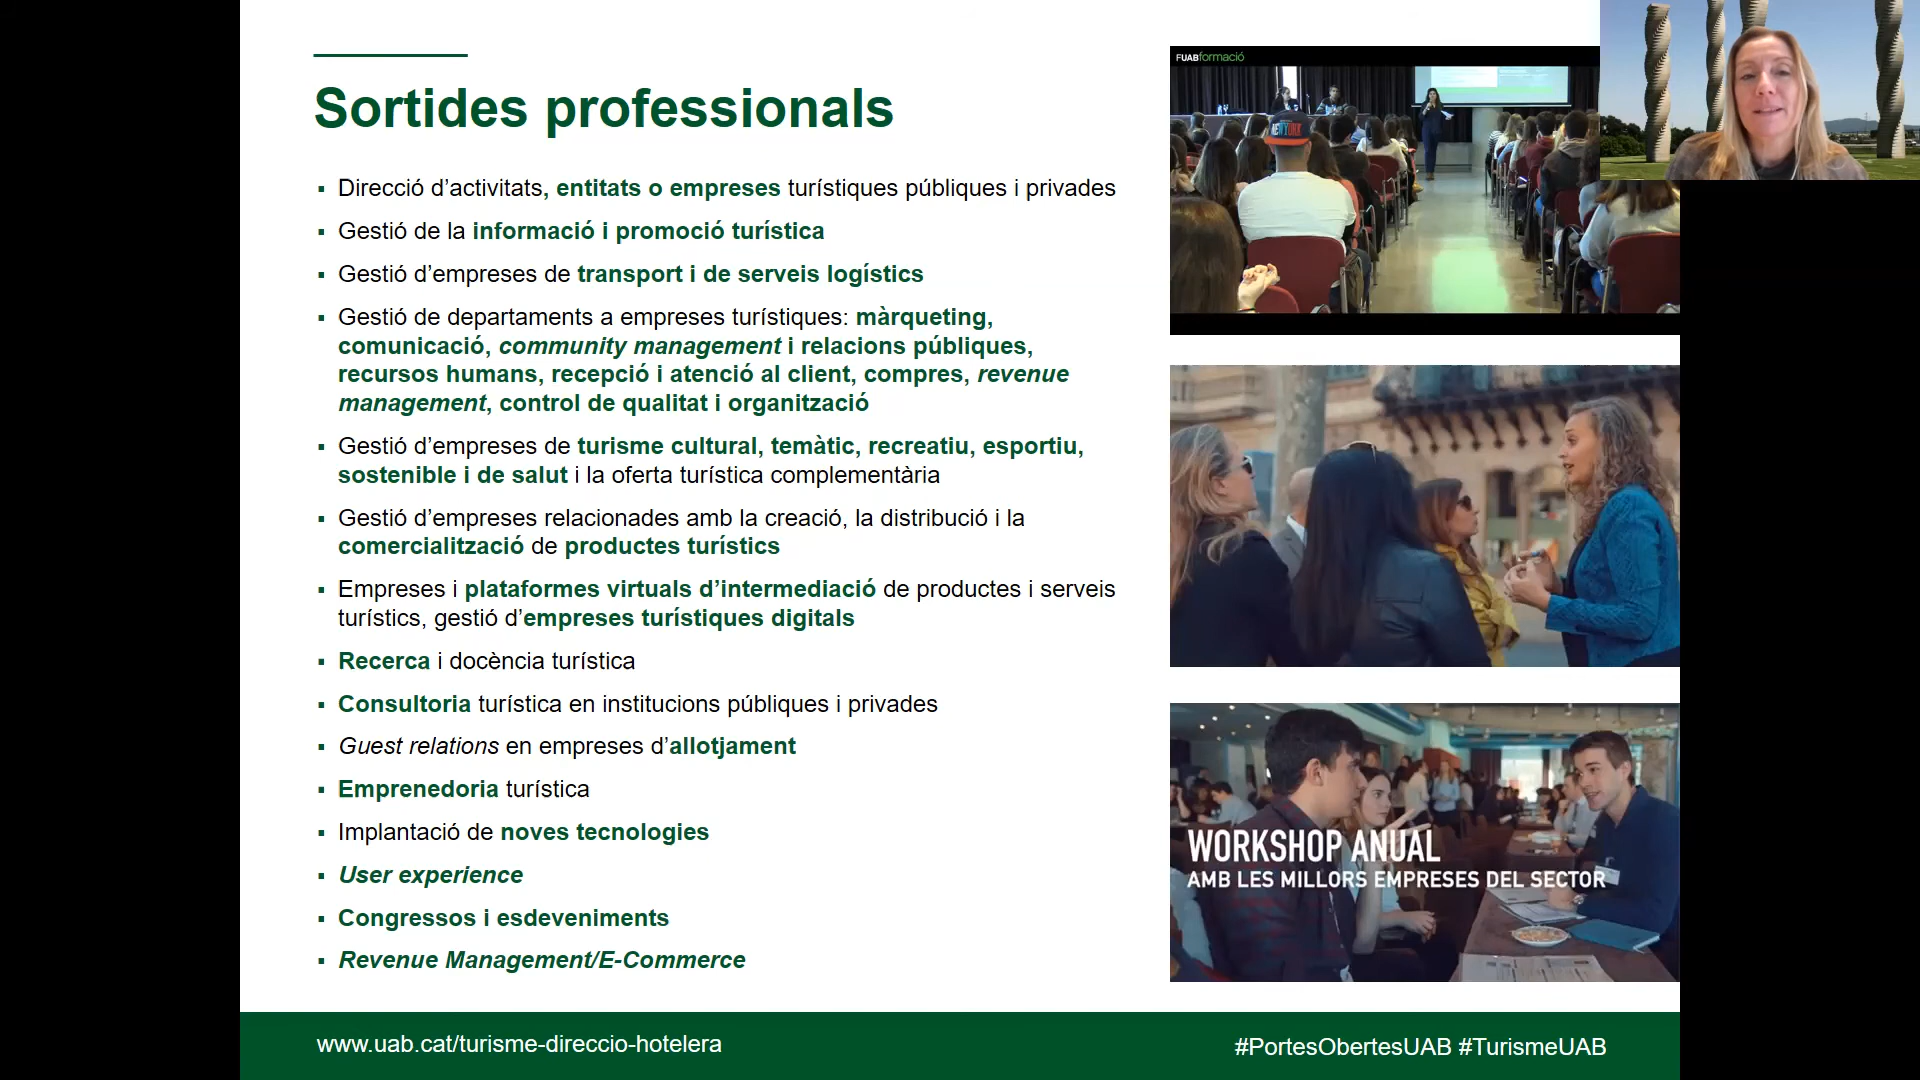 Sortides professionals
▪ Direcció d’activitats, entitats o empreses turístiques públiques i privades
▪ Gestió de la informació i promoció turística
▪ Gestió d’empreses de transport i de serveis logístics
▪ Gestió de departaments a empreses turístiques: màrqueting,
comunicació, community management i relacions públiques,
recursos humans, recepció i atenció al client, compres, revenue
management, control de qualitat i organització
▪ Gestió d’empreses de turisme cultural, temàtic, recreatiu, esportiu,
sostenible i de salut i la oferta turística complementària
▪ Gestió d’empreses relacionades amb la creació, la distribució i la
comercialització de productes turístics
▪ Empreses i plataformes virtuals d’intermediació de productes i serveis
turístics, gestió d’empreses turístiques digitals
▪ Recerca i docència turística
▪ Consultoria turística en institucions públiques i privades
▪ Guest relations en empreses d’allotjament
▪ Emprenedoria turística
▪ Implantació de noves tecnologies
▪ User experience
▪ Congressos i esdeveniments
▪ Revenue Management/E-Commerce
FUABformació
NEW YORK
WORKSHOP ANUAL
AMB LES MILLORS EMPRESES DEL SECTOR
www.uab.cat/turisme-direccio-hotelera
#PortesObertesUAB #TurismeUAB